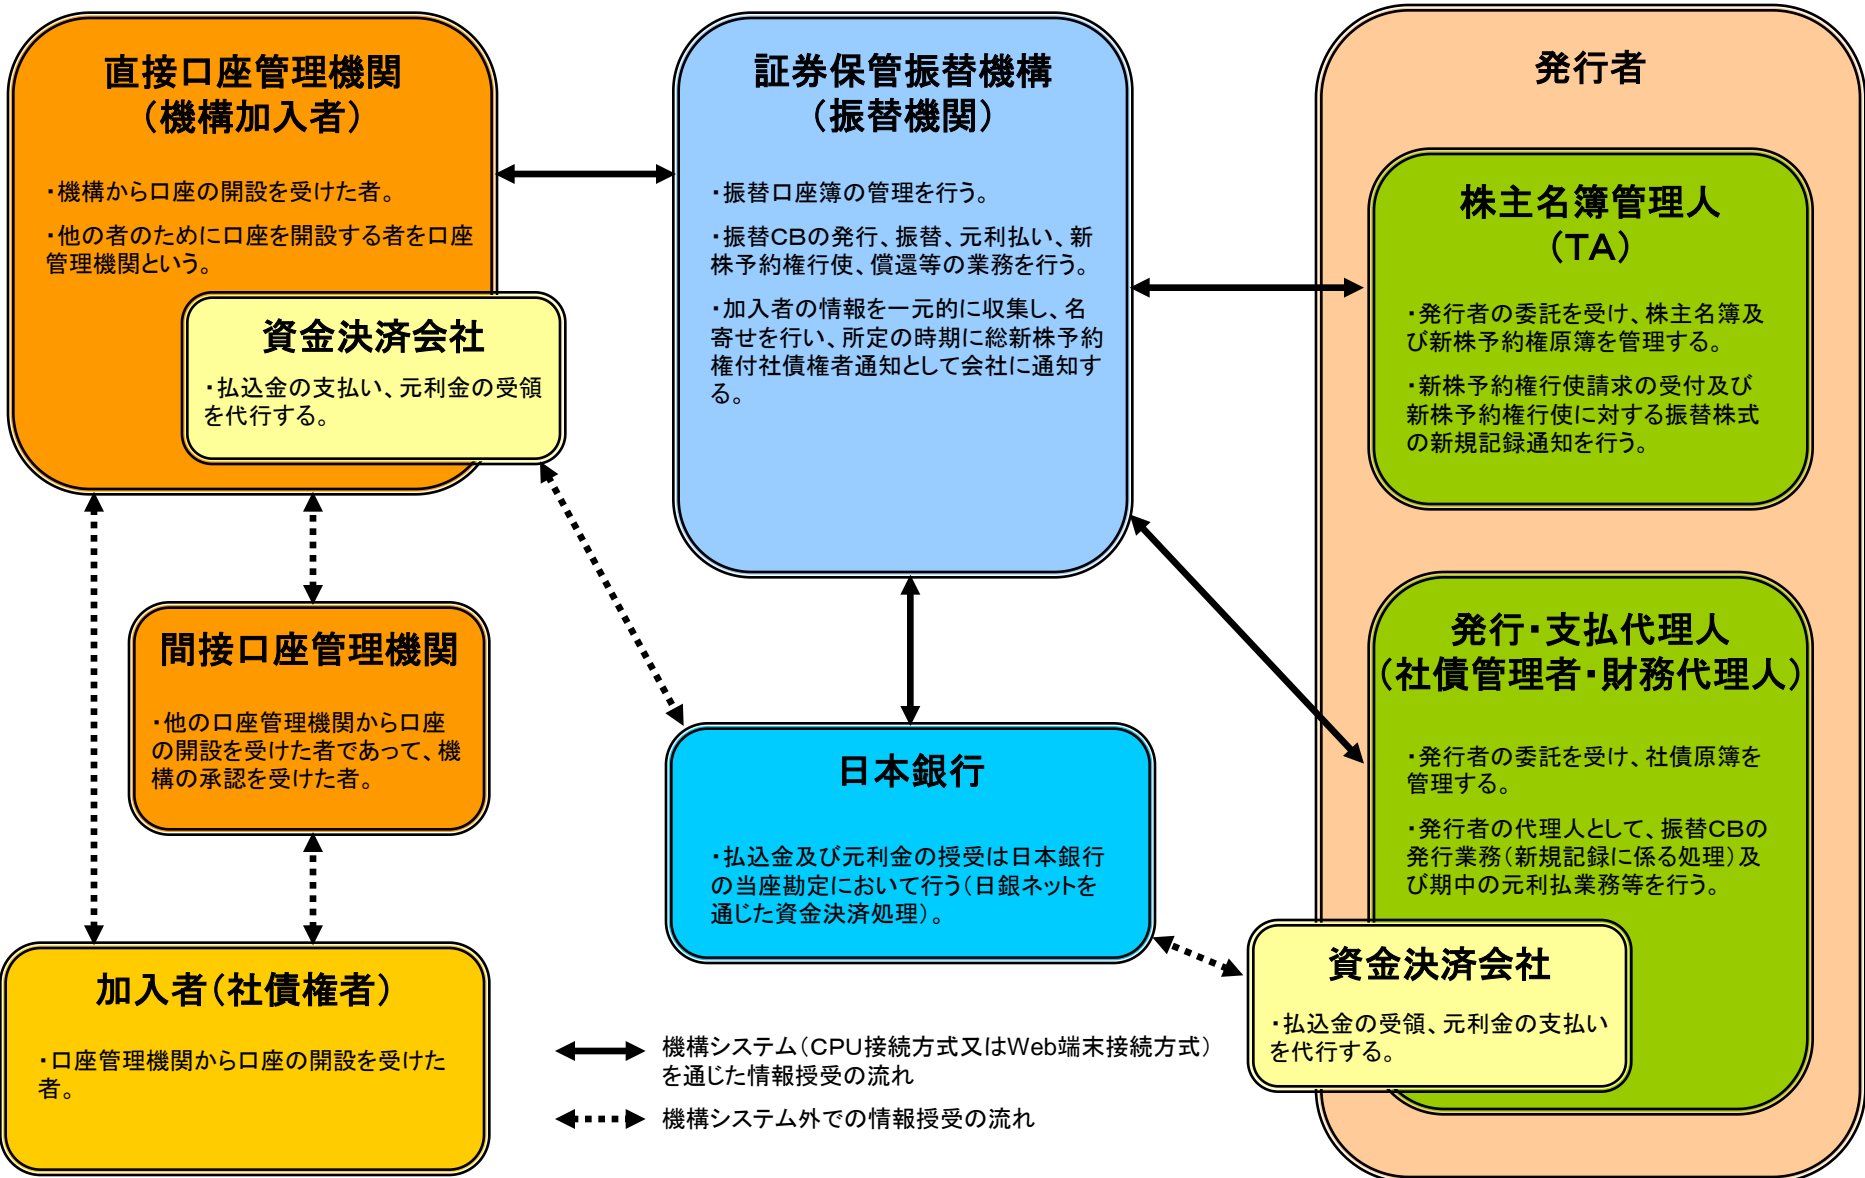 直接口座管理機関
（機構加入者）
・機構から口座の開設を受けた者。
・他の者のために口座を開設する者を口座
管理機関という。
資金決済会社
・払込金の支払い、元利金の受領
を代行する。
証券保管振替機構
（振替機関）
・振替口座簿の管理を行う。
・振替CBの発行、振替、元利払い、新
株予約権行使、償還等の業務を行う。
・加入者の情報を一元的に収集し、名
寄せを行い、所定の時期に総新株予約
権付社債権者通知として会社に通知す
る。
発行者
株主名簿管理人
（TA）
・発行者の委託を受け、株主名簿及
び新株予約権原簿を管理する。
・新株予約権行使請求の受付及び
新株予約権行使に対する振替株式
の新規記録通知を行う。
間接口座管理機関
・他の口座管理機関から口座
の開設を受けた者であって、機
構の承認を受けた者。
日本銀行
・払込金及び元利金の授受は日本銀行
の当座勘定において行う（日銀ネットを
通じた資金決済処理）。
発行・支払代理人
（社債管理者・財務代理人）
・発行者の委託を受け、社債原簿を
管理する。
・発行者の代理人として、振替CBの
発行業務（新規記録に係る処理）及
び期中の元利払業務等を行う。
資金決済会社
・払込金の受領、元利金の支払い
を代行する。
加入者（社債権者）
・口座管理機関から口座の開設を受けた
者。
機構システム（CPU接続方式又はWeb端末接続方式）
を通じた情報授受の流れ
機構システム外での情報授受の流れ